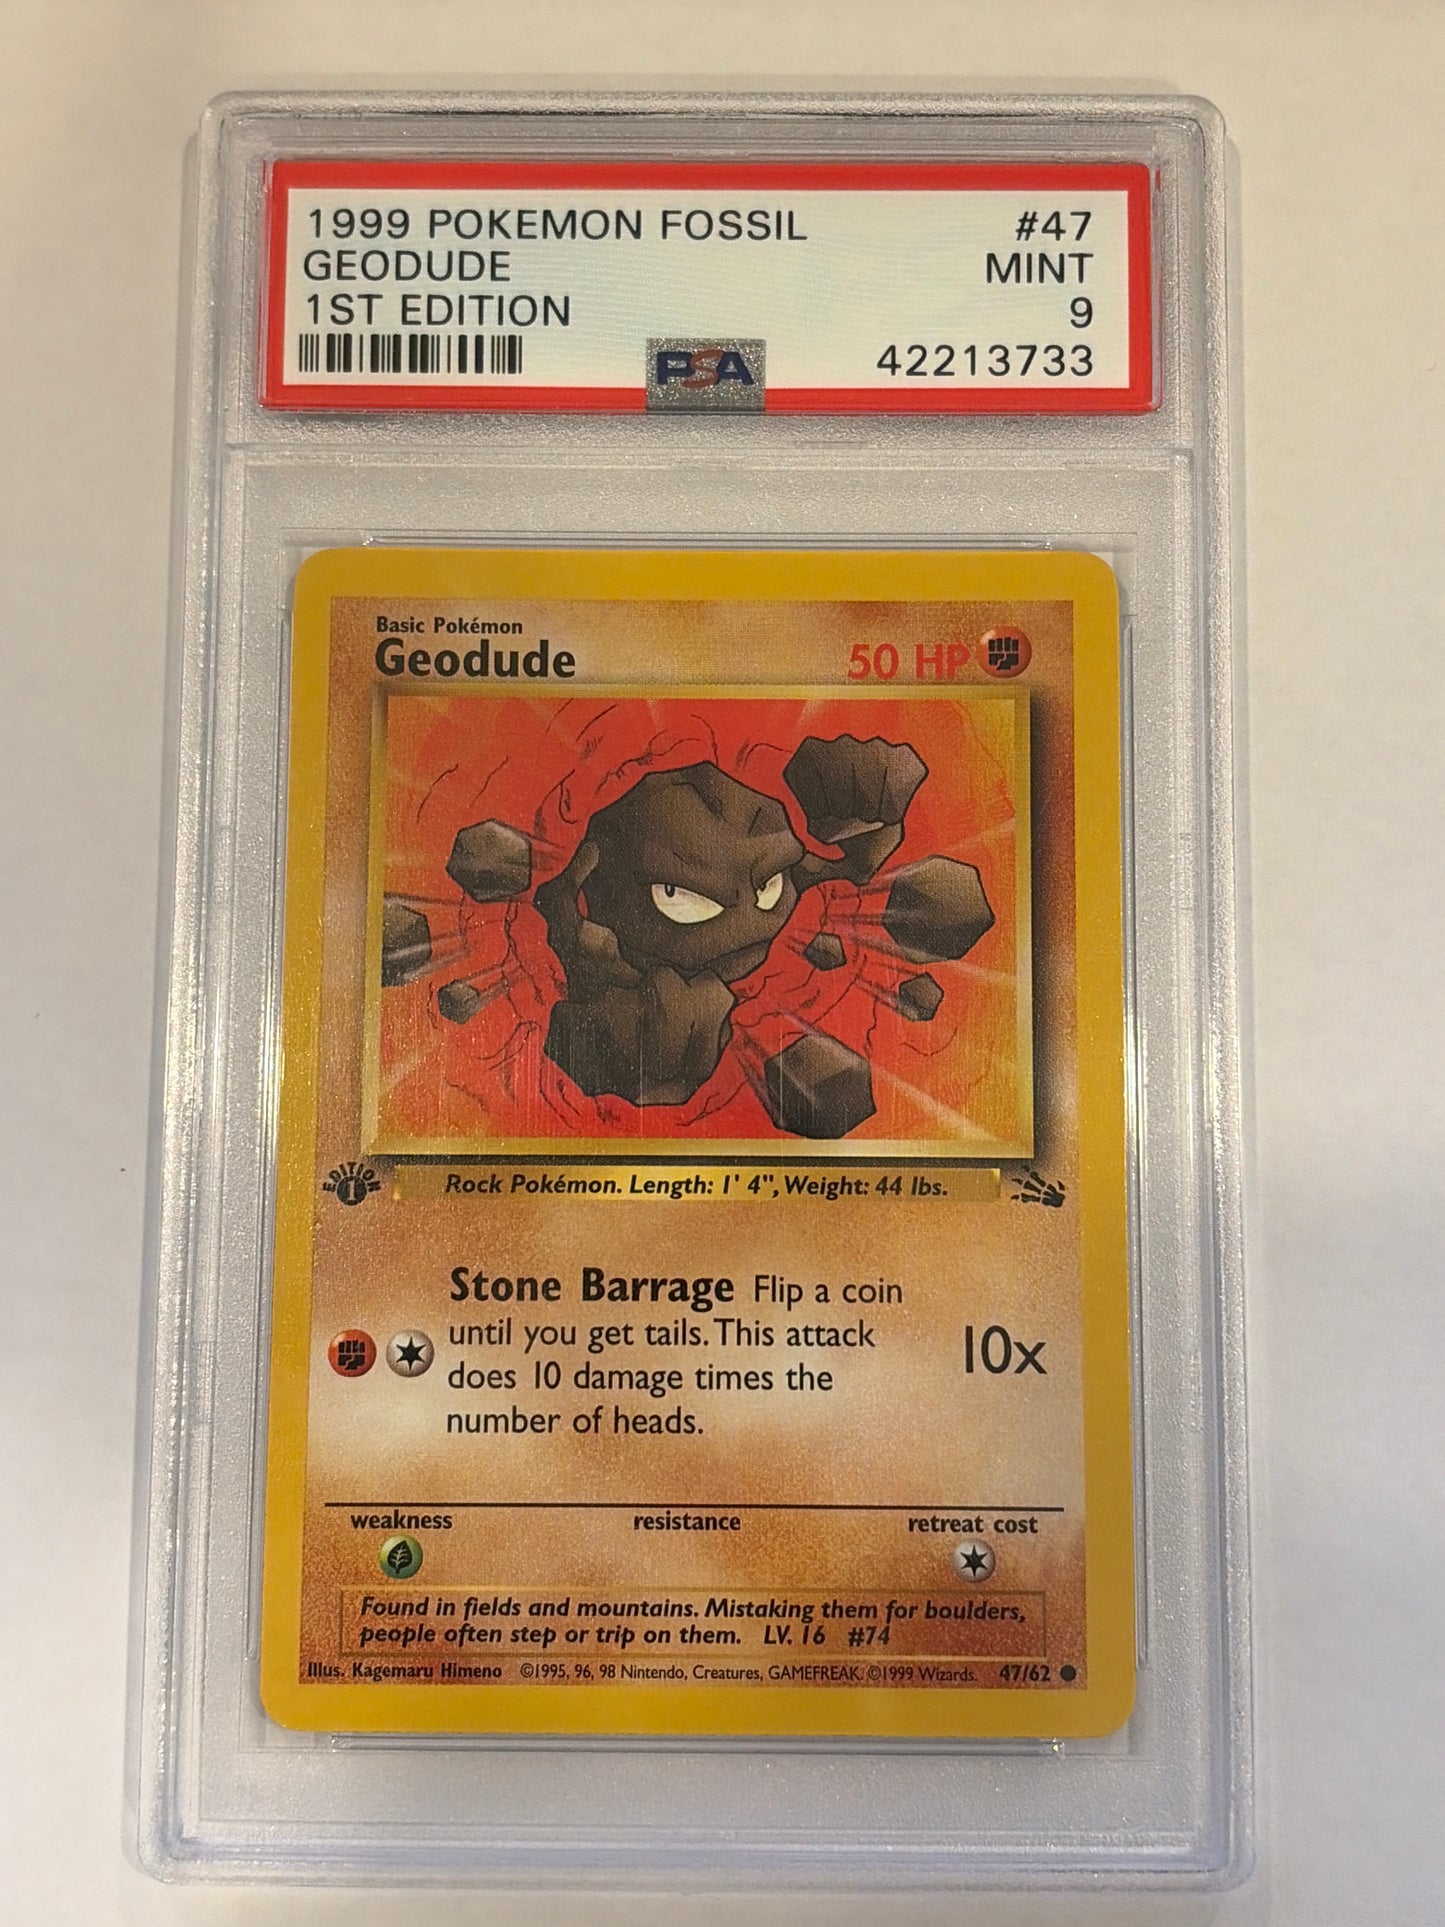 1999 POKEMON FOSSIL #47
GEODUDE MINT
1ST EDITION 9
PSA 42213733
Basic Pokémon
Geodude 50 HP
EDITION 1
Rock Pokémon. Length: 1' 4", Weight: 44 lbs.
Stone Barrage Flip a coin
until you get tails. This attack
does 10 damage times the
number of heads.
10x
weakness resistance retreat cost
Found in fields and mountains. Mistaking them for boulders,
people often step or trip on them. LV. 16 #74
Illus. Kagemaru Himeno ©1995, 96, 98 Nintendo, Creatures, GAMEFREAK. ©1999 Wizards. 47/62